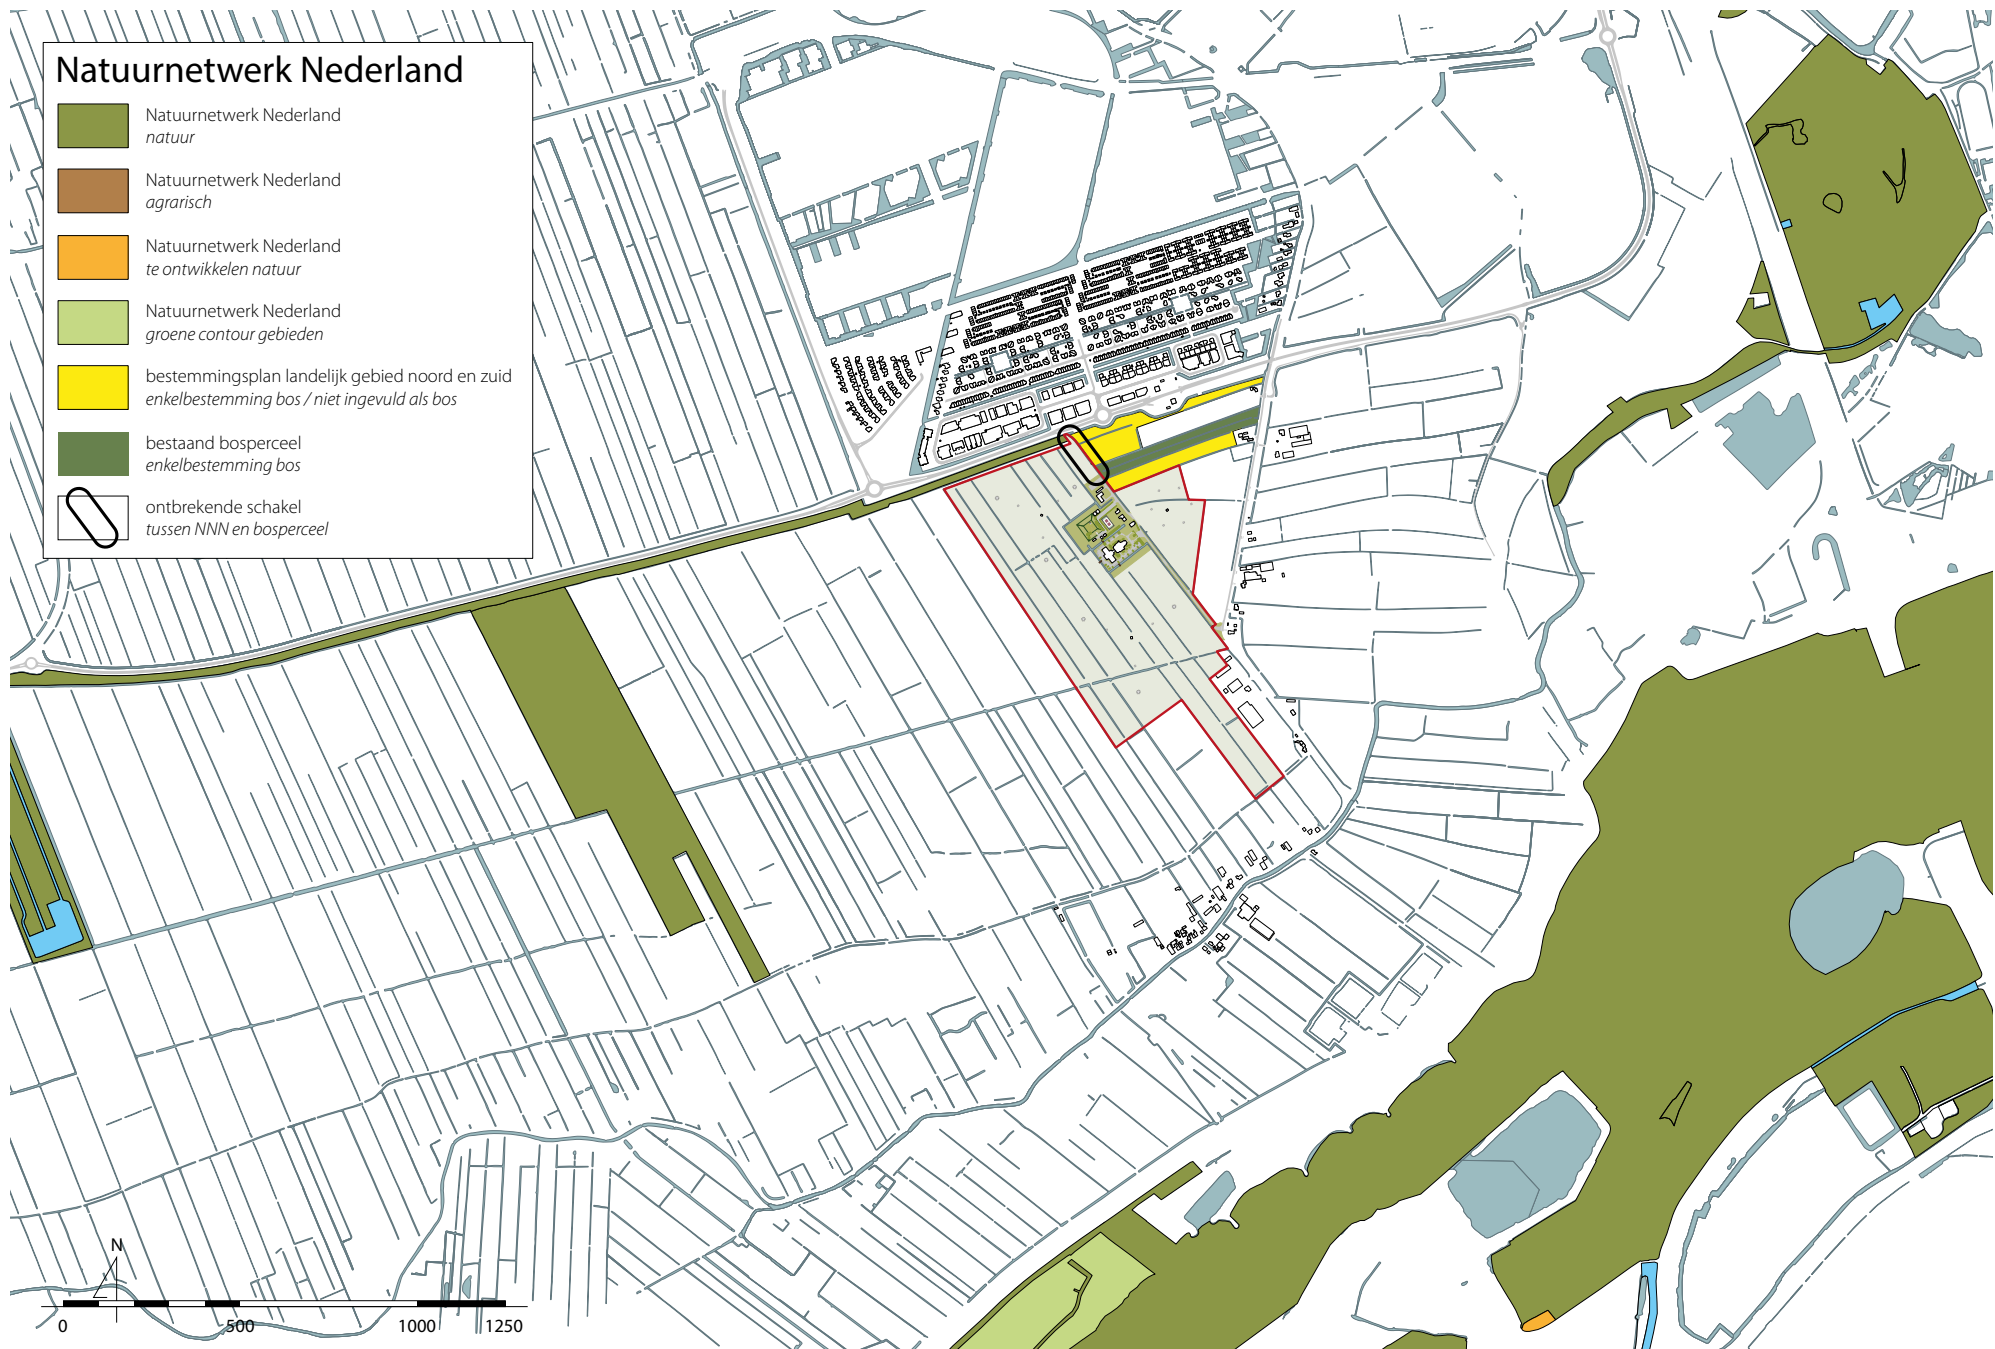 Natuurnetwerk Nederland
Natuurnetwerk Nederland
natuur
Natuurnetwerk Nederland
agrarisch
Natuurnetwerk Nederland
te ontwikkelen natuur
Natuurnetwerk Nederland
groene contour gebieden
bestemmingsplan landelijk gebied noord en zuid
enkelbestemming bos / niet ingevuld als bos
bestaand bosperceel
enkelbestemming bos
ontbrekende schakel
tussen NNN en bosperceel
N
0 500 1000 1250